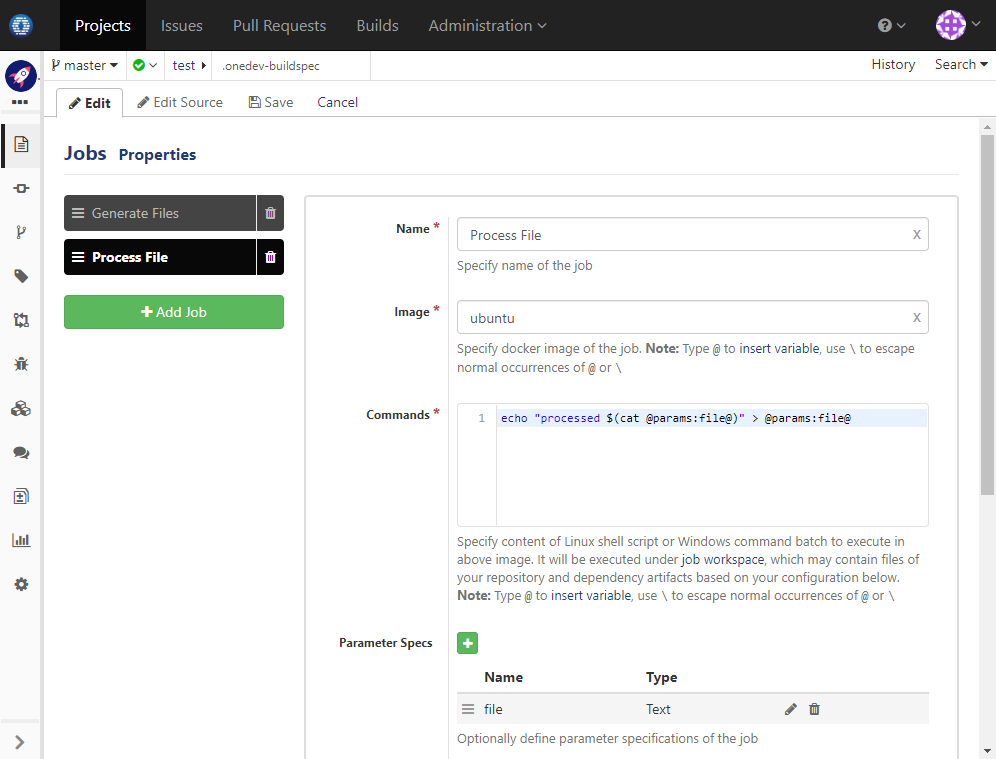 Projects Issues Pull Requests Builds Administration
master test .onedev-buildspec History Search
Edit Edit Source Save Cancel
Jobs Properties
Generate Files
Process File
Add Job
Name *
Process File X
Specify name of the job
Image *
ubuntu X
Specify docker image of the job. Note: Type @ to insert variable, use \ to escape
normal occurrences of @ or \
Commands *
1 echo "processed $(cat @params:file@)" > @params:file@
Specify content of Linux shell script or Windows command batch to execute in
above image. It will be executed under job workspace, which may contain files of
your repository and dependency artifacts based on your configuration below.
Note: Type @ to insert variable, use \ to escape normal occurrences of @ or \
Parameter Specs
Name Type
file Text
Optionally define parameter specifications of the job